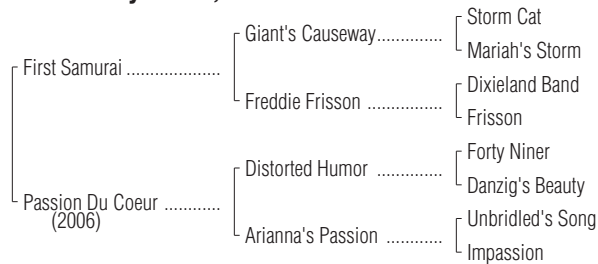 Storm Cat
Giant's Causeway..............
Mariah's Storm
First Samurai ....................
Dixieland Band
Freddie Frisson ................
Frisson
Forty Niner
Distorted Humor ..............
Danzig's Beauty
Passion Du Coeur ............
(2006)
Unbridled's Song
Arianna's Passion ............
Impassion